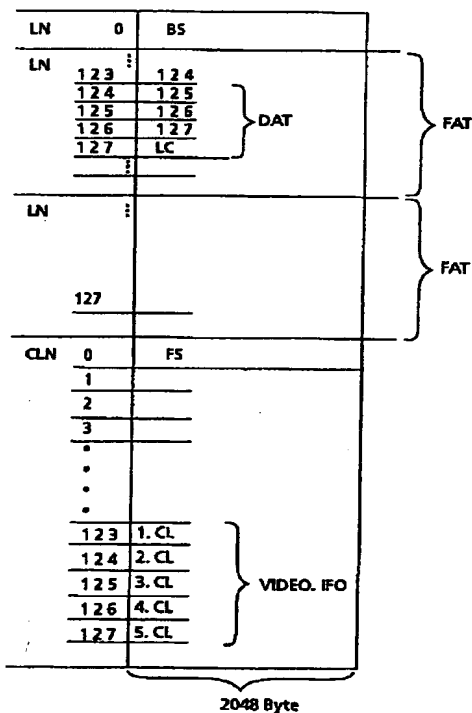 LN 0 BS
LN
123 124
124 125
125 126
126 127
127 LC
DAT
FAT
LN
127
FAT
CLN 0 FS
1
2
3
123 1. CL
124 2. CL
125 3. CL
126 4. CL
127 5. CL
VIDEO. IFO
2048 Byte